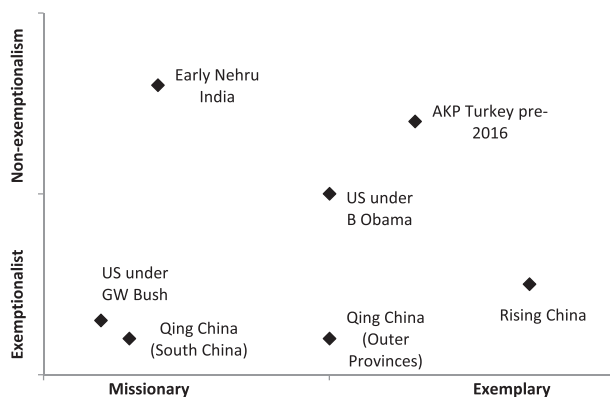 Non-exemptionalism
Exemptionalist
Early Nehru
India
AKP Turkey pre-
2016
US under
B Obama
US under
GW Bush
Qing China
(South China)
Qing China
(Outer
Provinces)
Rising China
Missionary
Exemplary